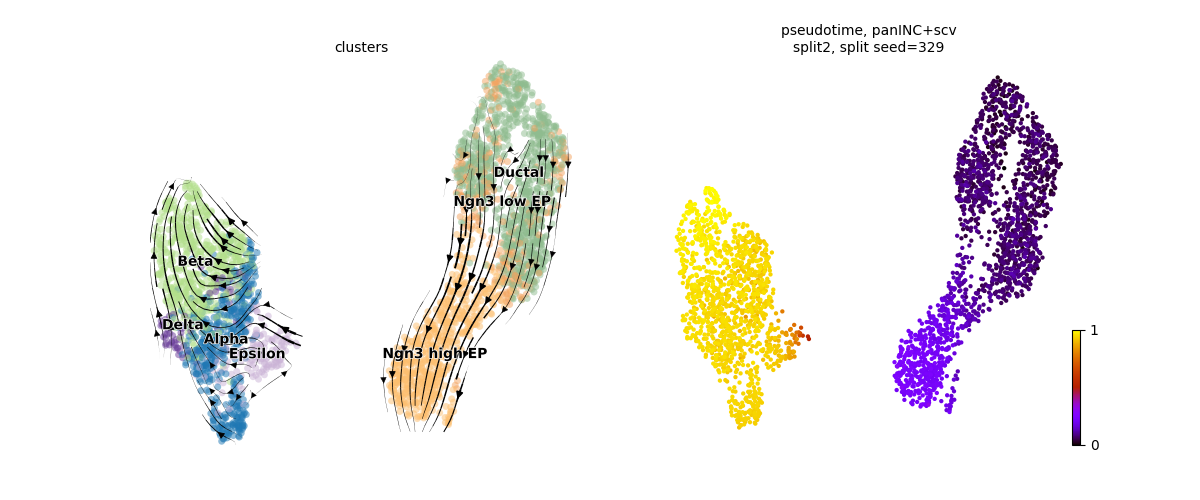 clusters
Ductal
Ngn3 low EP
Beta
Delta
Alpha
Epsilon
Ngn3 high EP
pseudotime, panINC+scv
split2, split seed=329
1
0